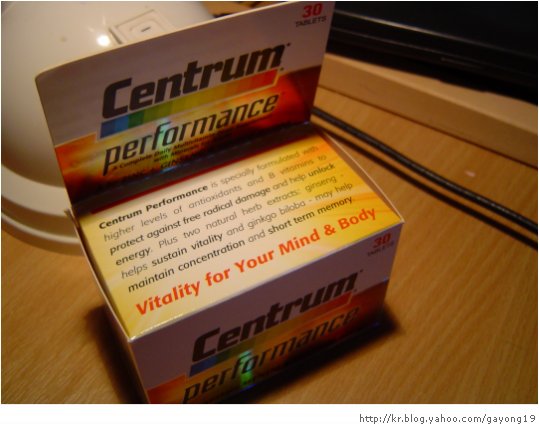 30
TABLETS
Centrum
performance
A Complete Daily
with
Centrum Performance is specially formulated with
higher levels of antioxidants and B vitamins to
protect against free radical damage and help unlock
energy. Plus two natural herb extracts: ginseng -
helps sustain vitality and ginkgo biloba - may help
maintain concentration and short term memory.
Vitality for Your Mind & Body
30
TABLETS
Centrum
performance
http://kr.blog.yahoo.com/gayong19